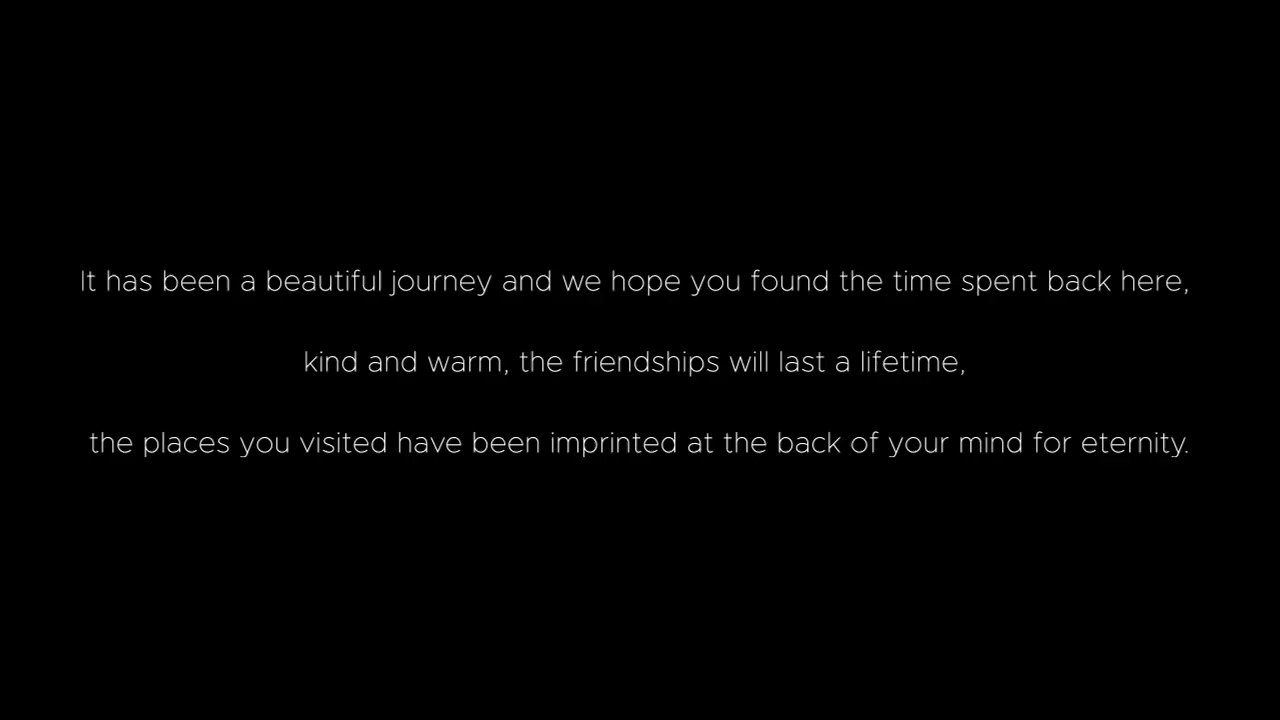 It has been a beautiful journey and we hope you found the time spent back here,
kind and warm, the friendships will last a lifetime,
the places you visited have been imprinted at the back of your mind for eternity.